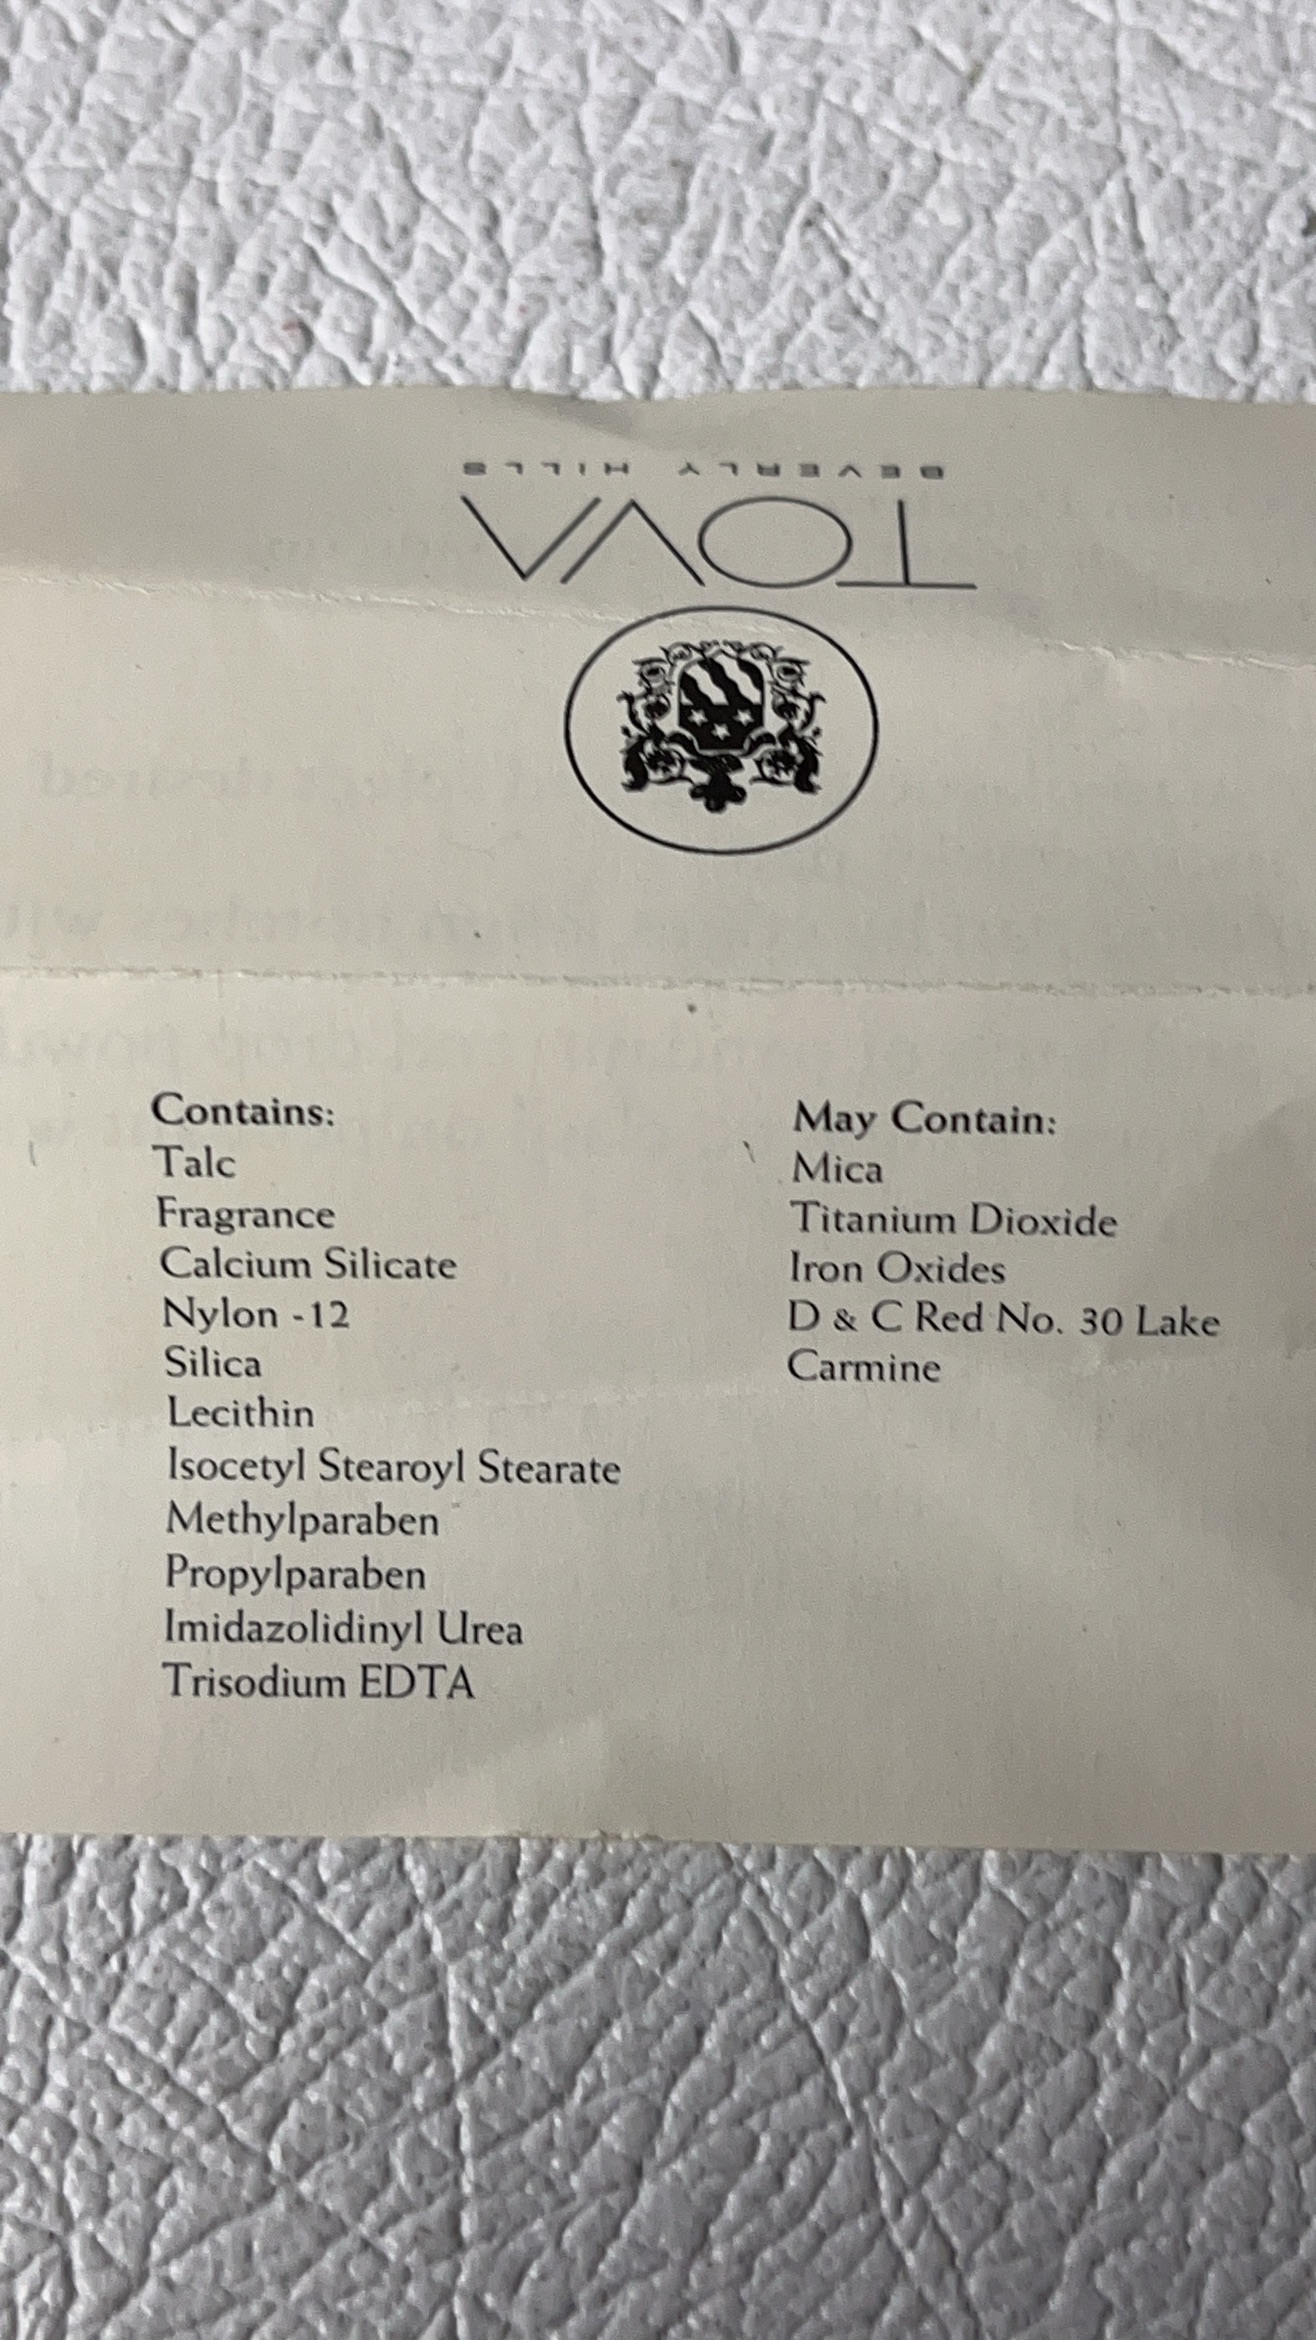 TOVA
BEVERLY HILLS
Contains:
Talc
Fragrance
Calcium Silicate
Nylon -12
Silica
Lecithin
Isocetyl Stearoyl Stearate
Methylparaben
Propylparaben
Imidazolidinyl Urea
Trisodium EDTA
May Contain:
Mica
Titanium Dioxide
Iron Oxides
D & C Red No. 30 Lake
Carmine